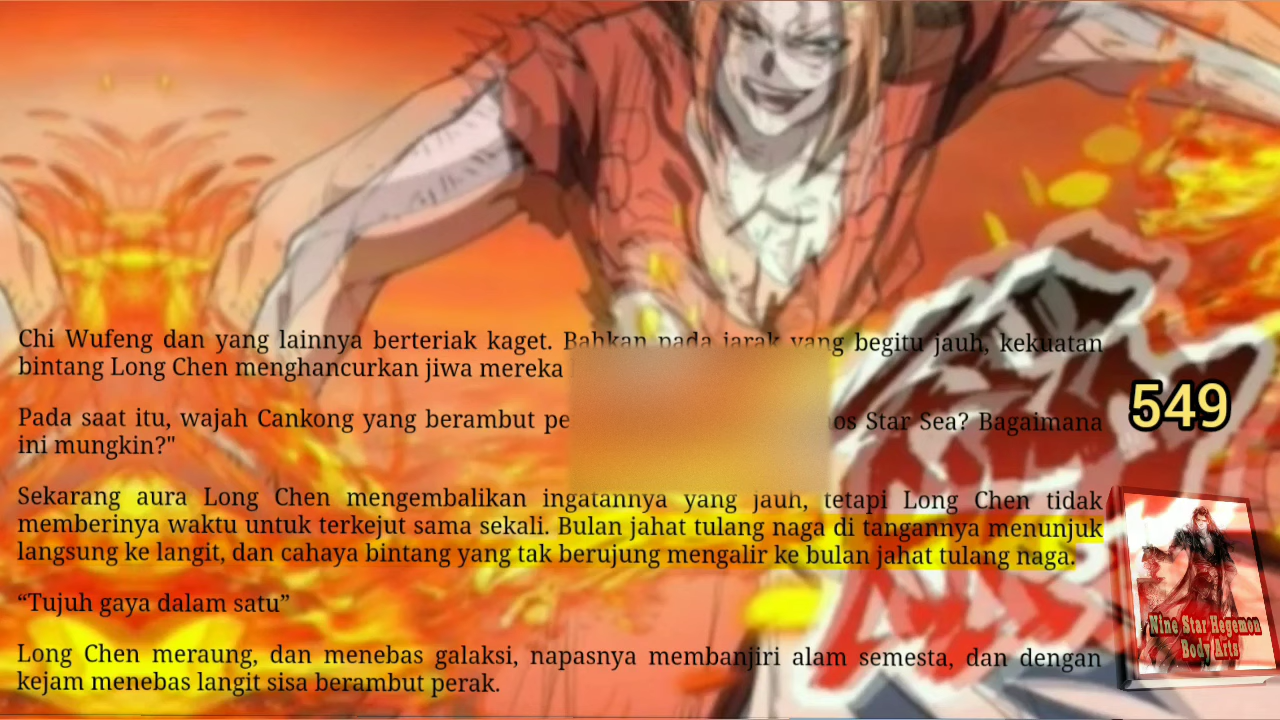 Chi Wufeng dan yang lainnya berteriak kaget. Bahkan pada jarak yang begitu jauh, kekuatan
bintang Long Chen menghancurkan jiwa mereka
Pada saat itu, wajah Cankong yang berambut Star Sea? Bagaimana
ini mungkin?"
Sekarang aura Long Chen mengembalikan ingatannya yang jauh, tetapi Long Chen tidak
memberinya waktu untuk terkejut sama sekali. Bulan jahat tulang naga di tangannya menunjuk
langsung ke langit, dan cahaya bintang yang tak berujung mengalir ke bulan jahat tulang naga.
“Tujuh gaya dalam satu”
Long Chen meraung, dan menebas galaksi, napasnya membanjiri alam semesta, dan dengan
kejam menebas langit sisa berambut perak.
549
Nine Star Hegemon
Body Arts